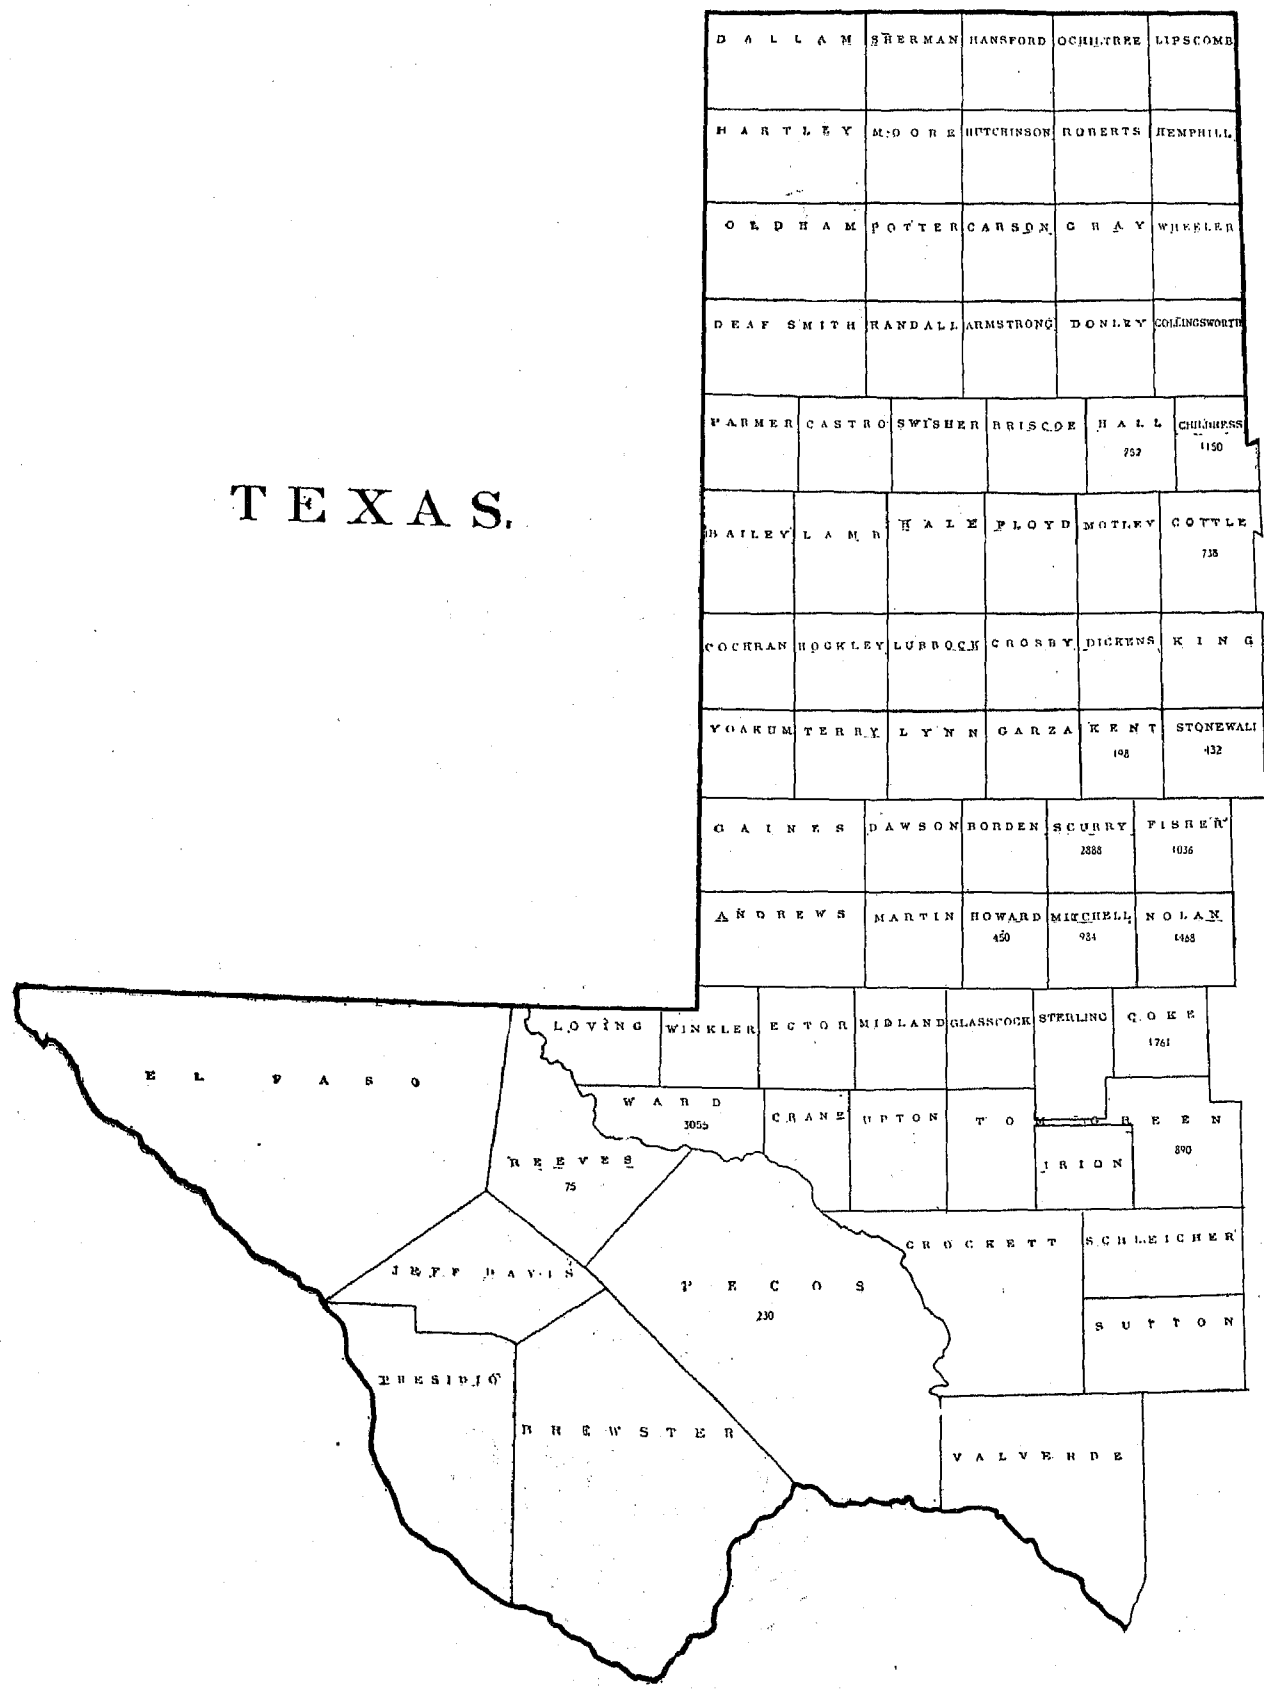 DALLAM SHERMAN HANSFORD OCHILTREE LIPSCOMB
HARTLEY MOORE HUTCHINSON ROBERTS HEMPHILL
OLDHAM POTTER CARSON GRAY WHEELER
DEAF SMITH RANDALL ARMSTRONG DONLEY COLLINGSWORTH
PARMER CASTRO SWISHER BRISCOE HALL CHILDRESS
752 1150
TEXAS.
BAILEY LAMB HALE FLOYD MOTLEY COTTLE
738
COCHRAN HOCKLEY LUBBOCK CROSBY DICKENS KING
YOAKUM TERRY LYNN GARZA KENT STONEWALL
198 432
GAINES DAWSON BORDEN SCURRY FISHER
2888 1036
ANDREWS MARTIN HOWARD MITCHELL NOLAN
450 984 1468
LOVING WINKLER ECTOR MIDLAND GLASSCOCK STERLING COKE
1761
EL PASO
WARD CRANE UPTON TOM GREEN
3055 890
REEVES IRION
75
CROCKETT SCHLEICHER
JEFF DAVIS PECOS
230
SUTTON
PRESIDIO
BREWSTER
VALVERDE